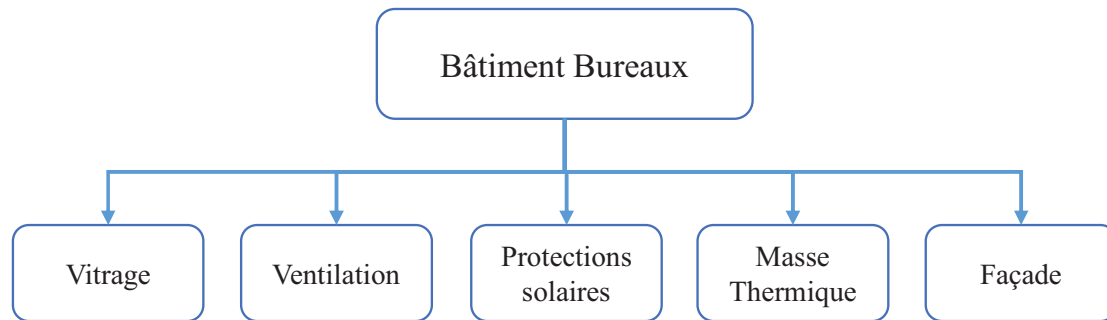 Bâtiment Bureaux
Vitrage
Ventilation
Protections
solaires
Masse
Thermique
Façade